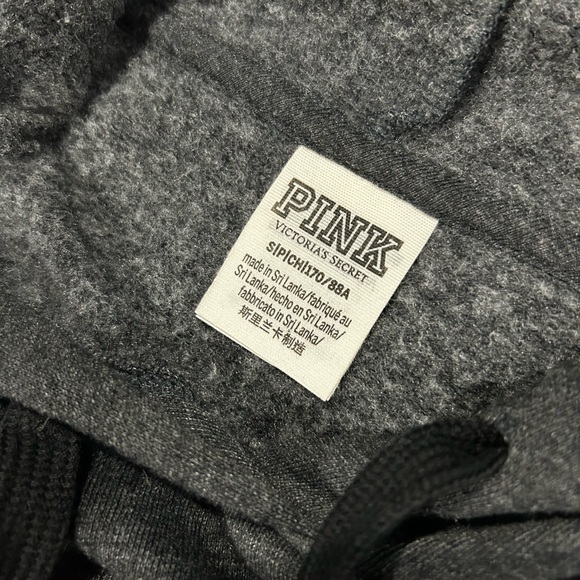 PINK
VICTORIA'S SECRET
S|P|CH|170/88A
made in Sri Lanka/fabriqué au
Sri Lanka/hecho en Sri Lanka/
fabbricato in Sri Lanka/
斯里兰卡制造